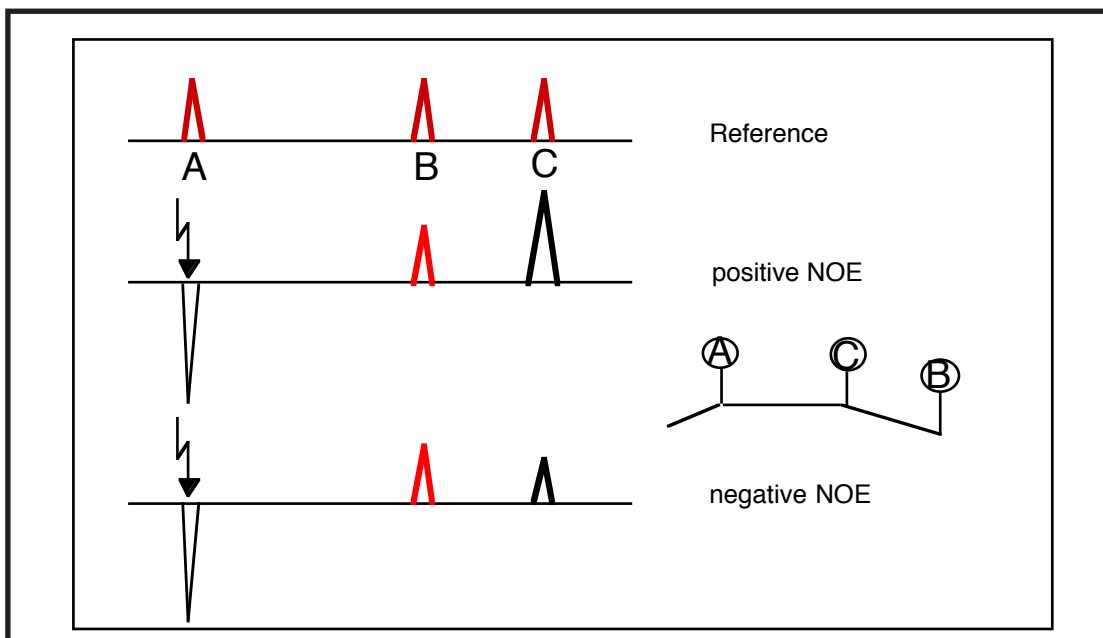 Reference
A B C
positive NOE
A C B
negative NOE